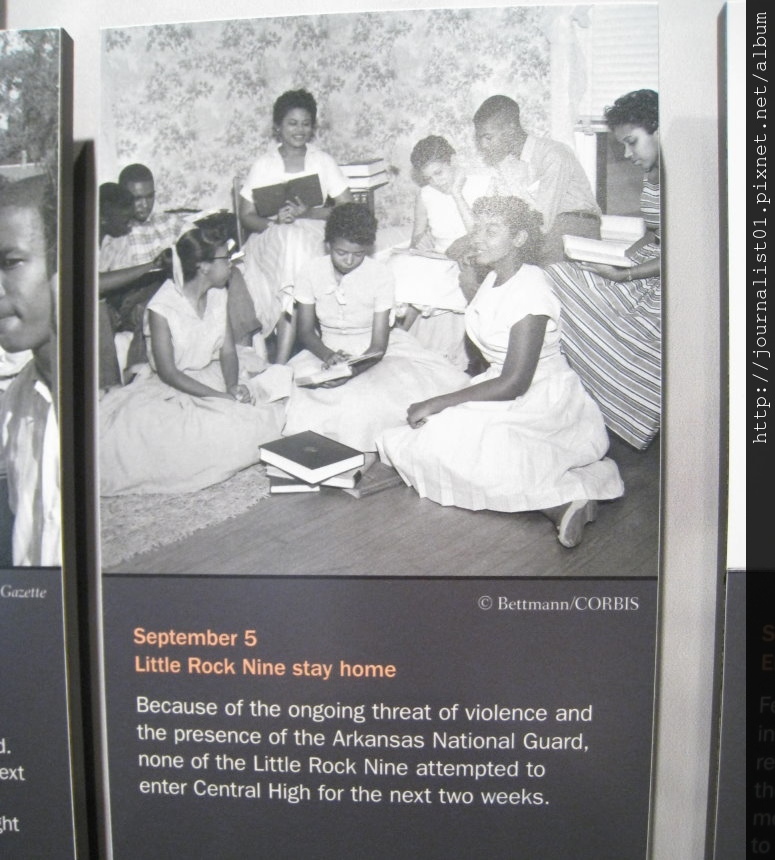 Gazette
d.
ext
ght
© Bettmann/CORBIS
September 5
Little Rock Nine stay home
Because of the ongoing threat of violence and
the presence of the Arkansas National Guard,
none of the Little Rock Nine attempted to
enter Central High for the next two weeks.
http://journalist01.pixnet.net/album